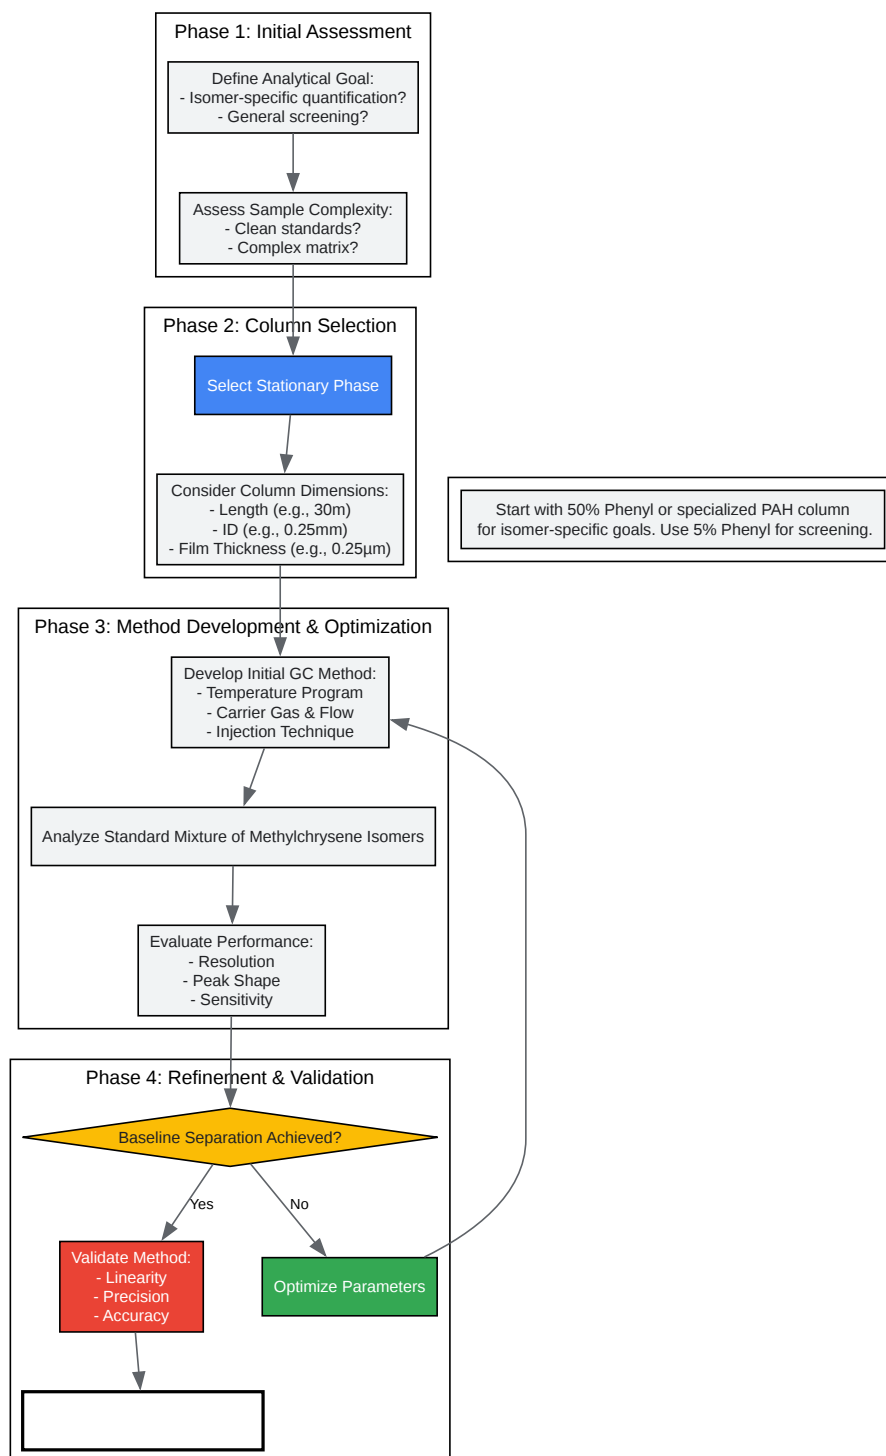 Phase 1: Initial Assessment
Define Analytical Goal:
- Isomer-specific quantification?
- General screening?
Assess Sample Complexity:
- Clean standards?
- Complex matrix?
Phase 2: Column Selection
Select Stationary Phase
Consider Column Dimensions:
- Length (e.g., 30m)
- ID (e.g., 0.25mm)
- Film Thickness (e.g., 0.25µm)
Start with 50% Phenyl or specialized PAH column
for isomer-specific goals. Use 5% Phenyl for screening.
Phase 3: Method Development & Optimization
Develop Initial GC Method:
- Temperature Program
- Carrier Gas & Flow
- Injection Technique
Analyze Standard Mixture of Methylchrysene Isomers
Evaluate Performance:
- Resolution
- Peak Shape
- Sensitivity
Phase 4: Refinement & Validation
Baseline Separation Achieved?
Yes
No
Validate Method:
- Linearity
- Precision
- Accuracy
Optimize Parameters